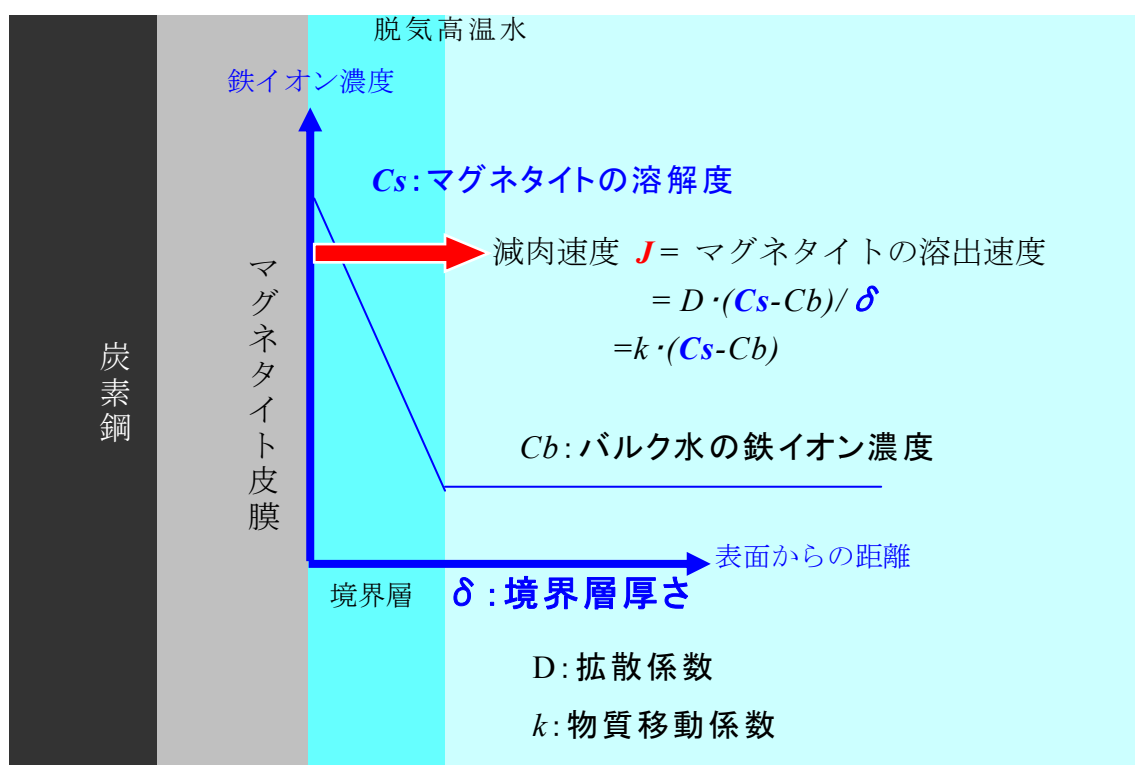 脱気高温水
鉄イオン濃度
Cs:マグネタイトの溶解度
減肉速度 J= マグネタイトの溶出速度
= D・(Cs-Cb)/δ
=k・(Cs-Cb)
炭素鋼
マグネタイト皮膜
Cb:バルク水の鉄イオン濃度
表面からの距離
境界層
δ:境界層厚さ
D:拡散係数
k:物質移動係数